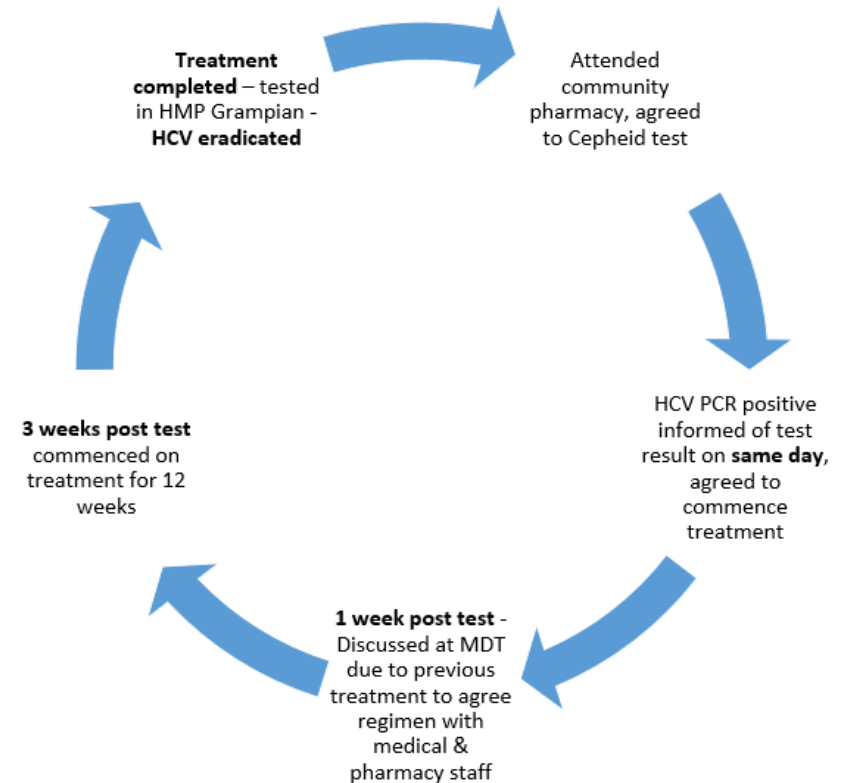 Treatment
completed – tested
in HMP Grampian -
HCV eradicated
Attended
community
pharmacy, agreed
to Cepheid test
HCV PCR positive
informed of test
result on same day,
agreed to
commence
treatment
1 week post test -
Discussed at MDT
due to previous
treatment to agree
regimen with
medical &
pharmacy staff
3 weeks post test
commenced on
treatment for 12
weeks